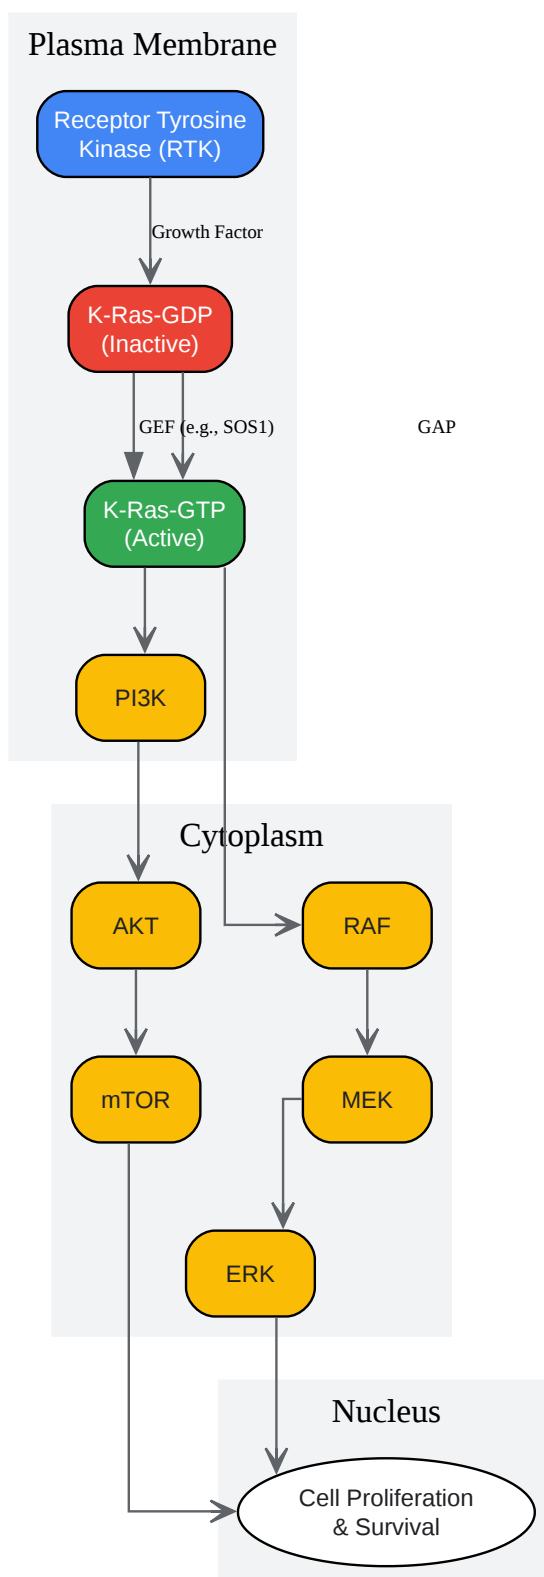 Plasma Membrane
Receptor Tyrosine
Kinase (RTK)
Growth Factor
K-Ras-GDP
(Inactive)
GEF (e.g., SOS1)
GAP
K-Ras-GTP
(Active)
PI3K
Cytoplasm
AKT
RAF
mTOR
MEK
ERK
Nucleus
Cell Proliferation
& Survival